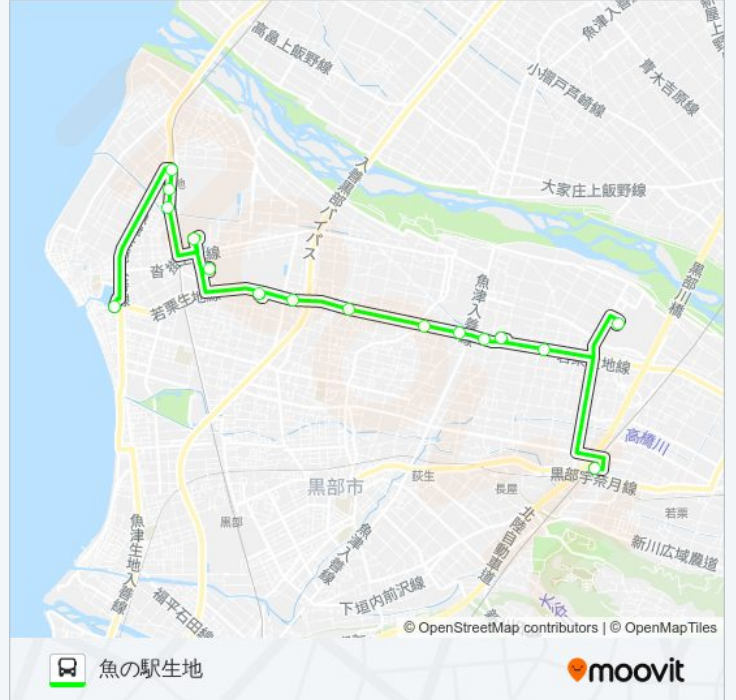 高畠上飯野線
魚津入善
新屋上
小摺戸芦崎線
青木吉原線
入善黒部バイパス
大家庄上飯野線
地
黒部川橋
魚津入善
線
若栗生地線
高橋川
黒部宇奈月線
荻生
黒部市
長屋
若栗
黒部
北陸自動車道
魚津生地入善線
魚津入善線
新川広域農道
下垣内前沢線
福平石田線
© OpenStreetMap contributors | © OpenMapTiles
魚の駅生地
moovit